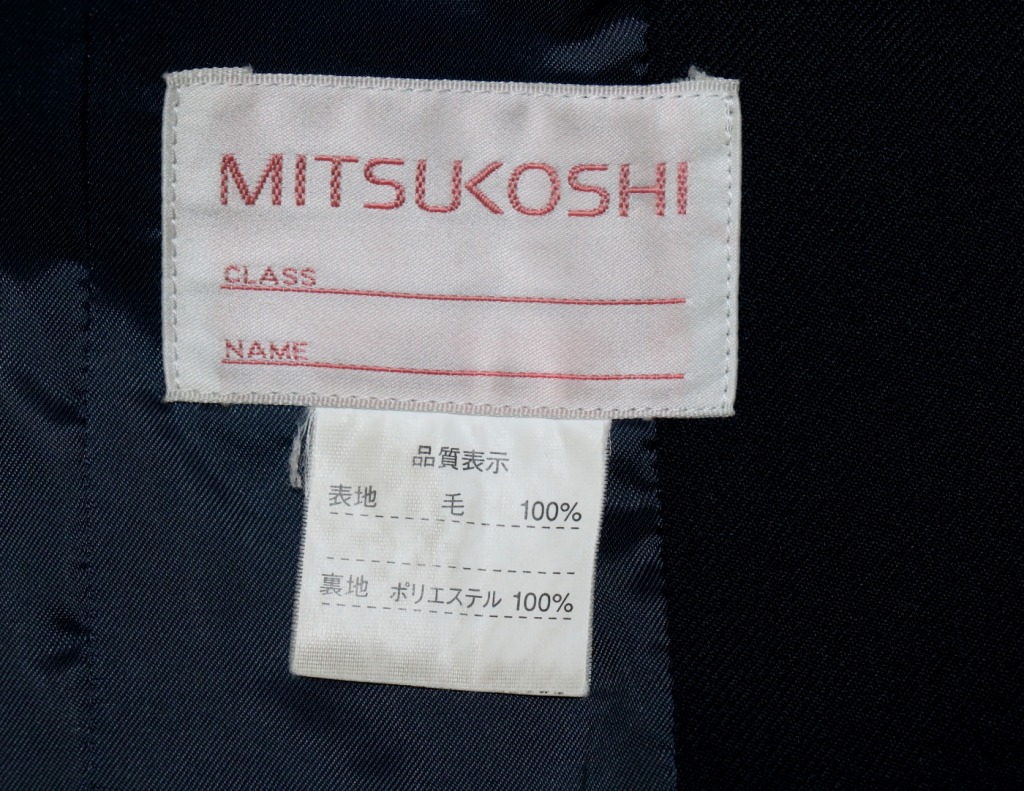 MITSUKOSHI
CLASS
NAME
品質表示
表地 毛 100%
裏地 ポリエステル 100%